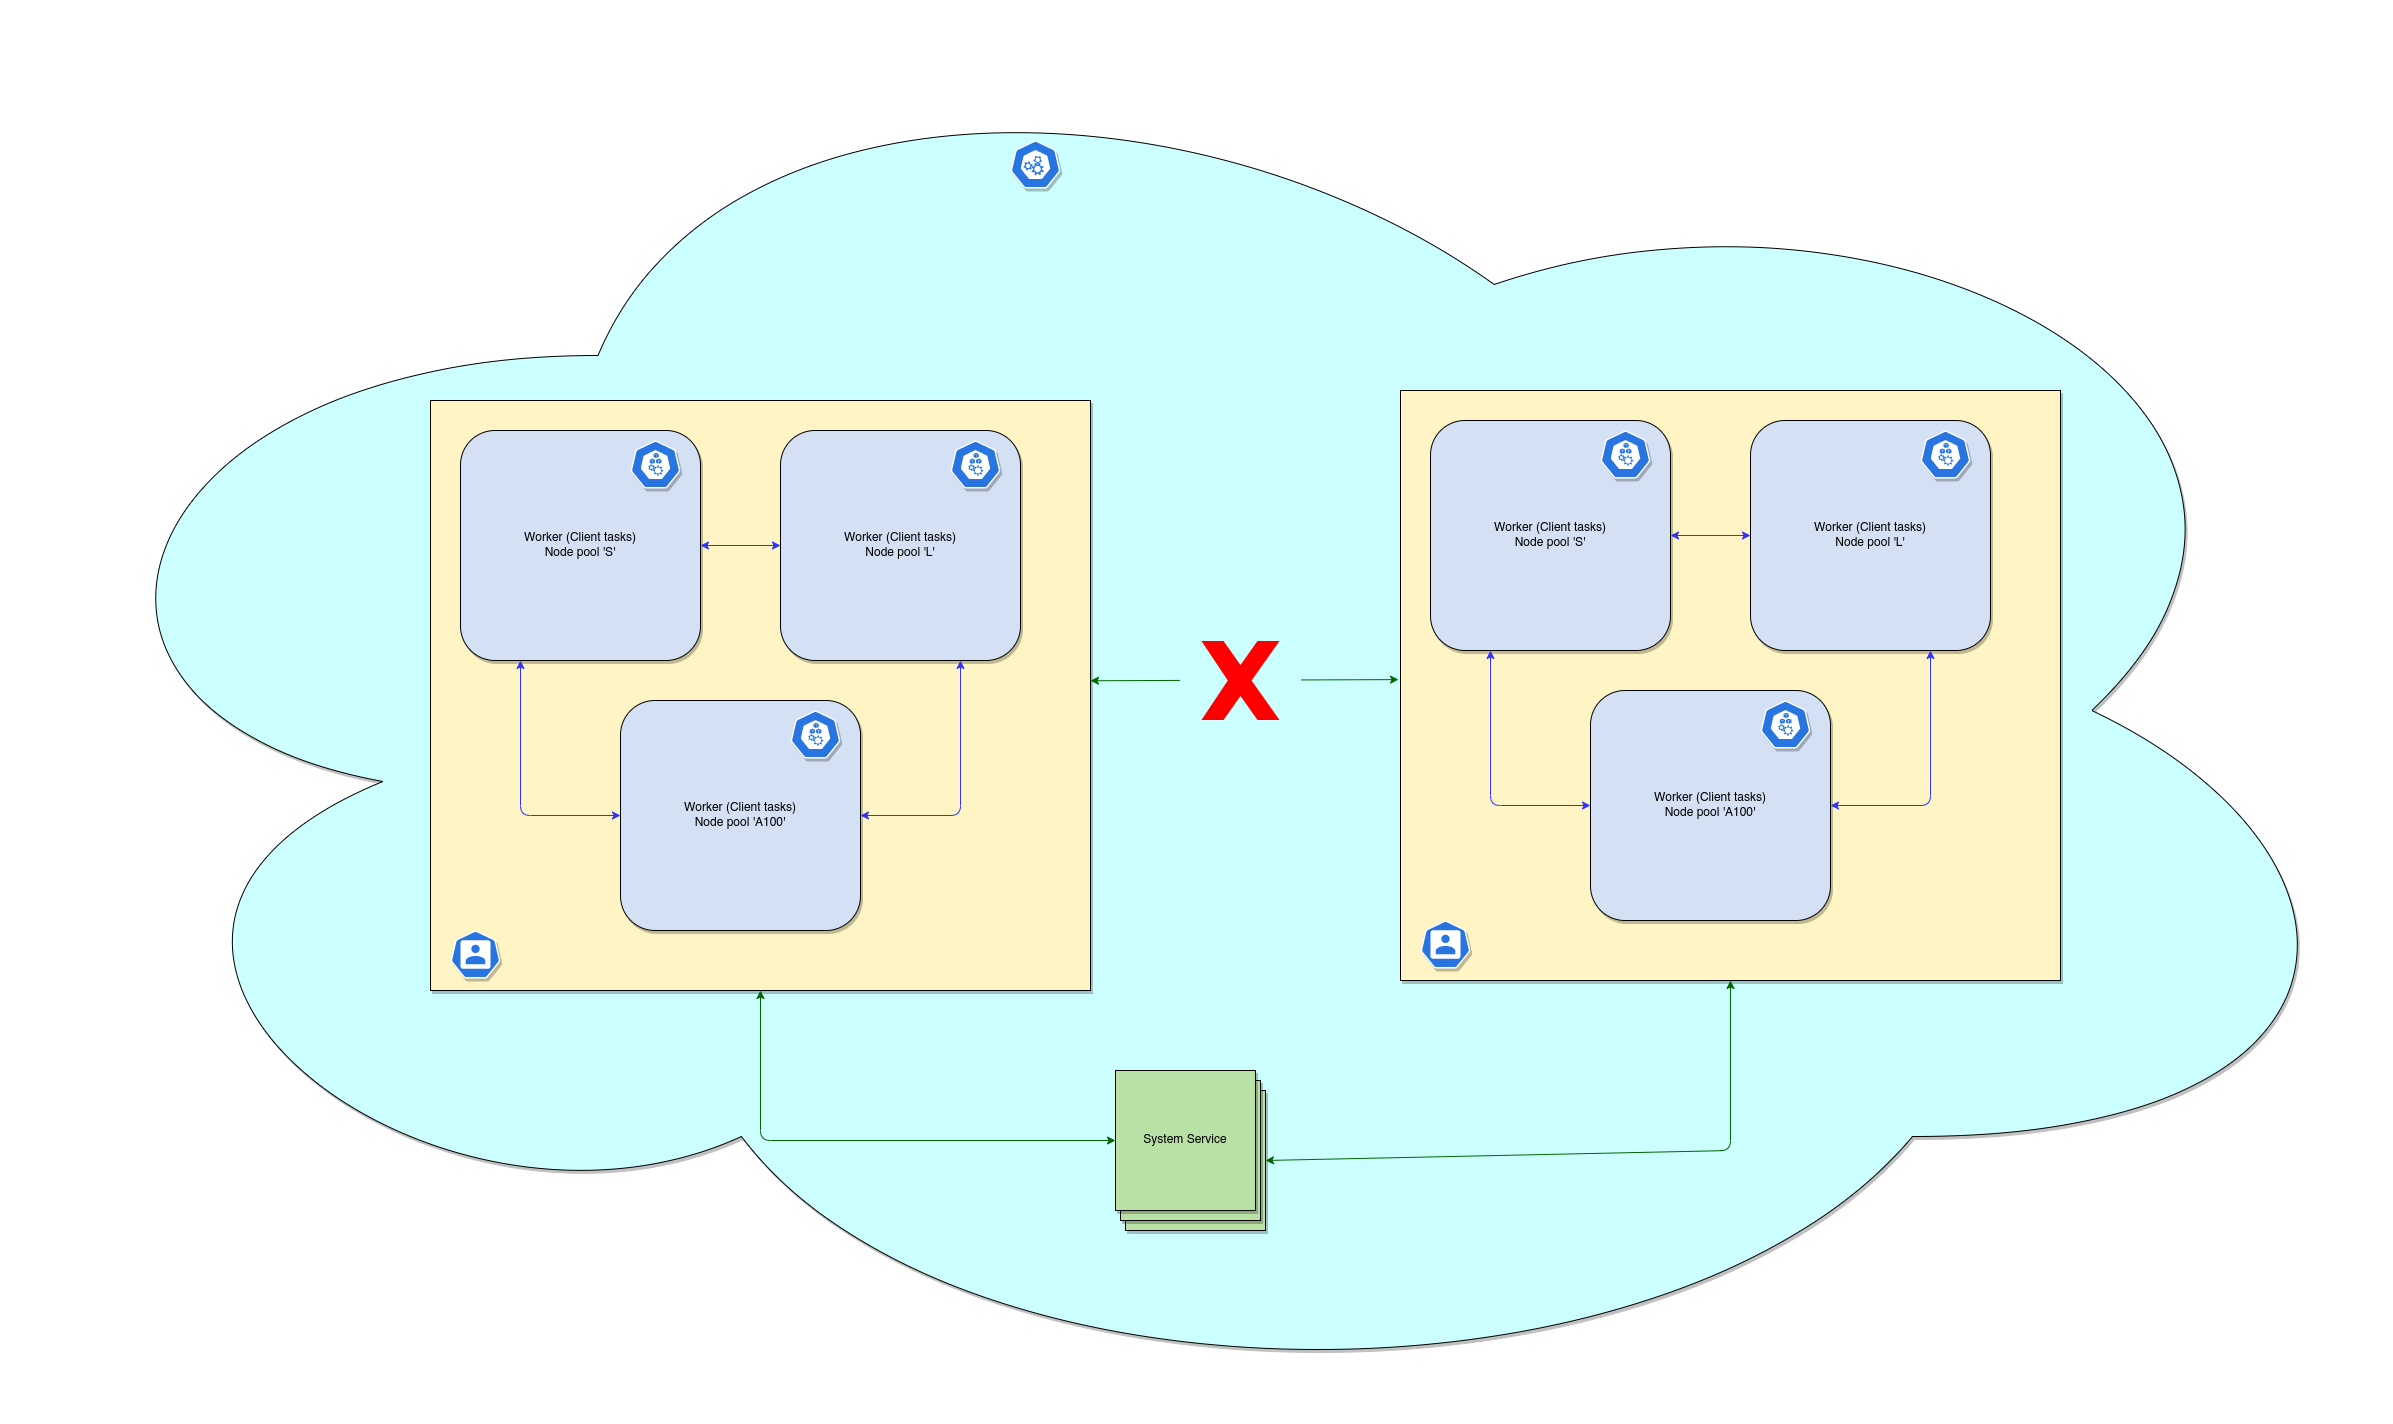 Worker (Client tasks)
Node pool 'S'
Worker (Client tasks)
Node pool 'L'
Worker (Client tasks)
Node pool 'A100'
X
Worker (Client tasks)
Node pool 'S'
Worker (Client tasks)
Node pool 'L'
Worker (Client tasks)
Node pool 'A100'
System Service